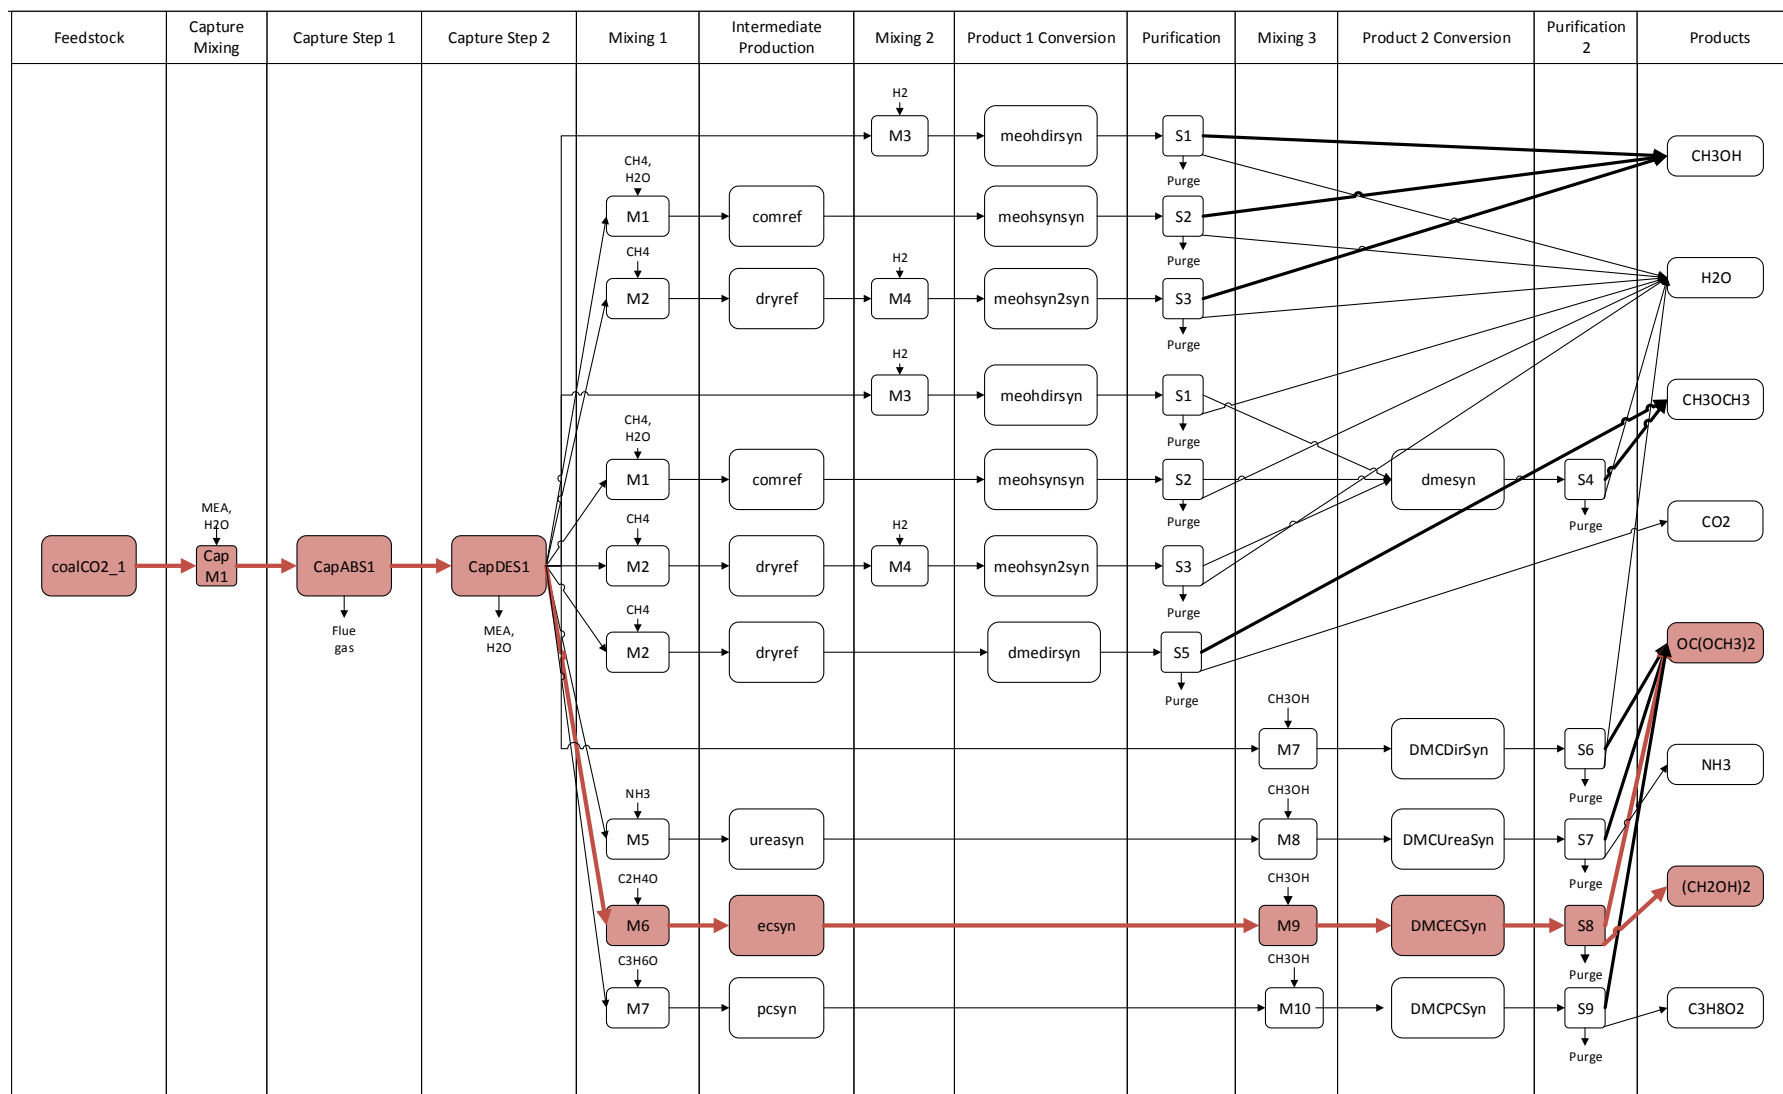 Feedstock
Capture
Mixing
Capture Step 1
Capture Step 2
Mixing 1
Intermediate
Production
Mixing 2
Product 1 Conversion
Purification
Mixing 3
Product 2 Conversion
Purification
2
Products
H2
M3
meohdirsyn
S1
Purge
CH3OH
CH4,
H2O
M1
comref
meohsynsyn
S2
Purge
CH4
M2
dryref
H2
M4
meohsyn2syn
S3
Purge
H2O
H2
M3
meohdirsyn
S1
Purge
CH3OCH3
CH4,
H2O
M1
comref
meohsynsyn
S2
Purge
dmesyn
S4
Purge
CO2
coalCO2_1
MEA,
H2O
Cap
M1
CapABS1
Flue
gas
CapDES1
MEA,
H2O
CH4
M2
dryref
H2
M4
meohsyn2syn
S3
Purge
CH4
M2
dryref
dmedirsyn
S5
Purge
OC(OCH3)2
CH3OH
M7
DMCDirSyn
S6
Purge
NH3
NH3
M5
ureasyn
CH3OH
M8
DMCUreaSyn
S7
Purge
C2H4O
M6
ecsyn
CH3OH
M9
DMCECSyn
S8
Purge
(CH2OH)2
C3H6O
M7
pcsyn
CH3OH
M10
DMCPCSyn
S9
Purge
C3H8O2